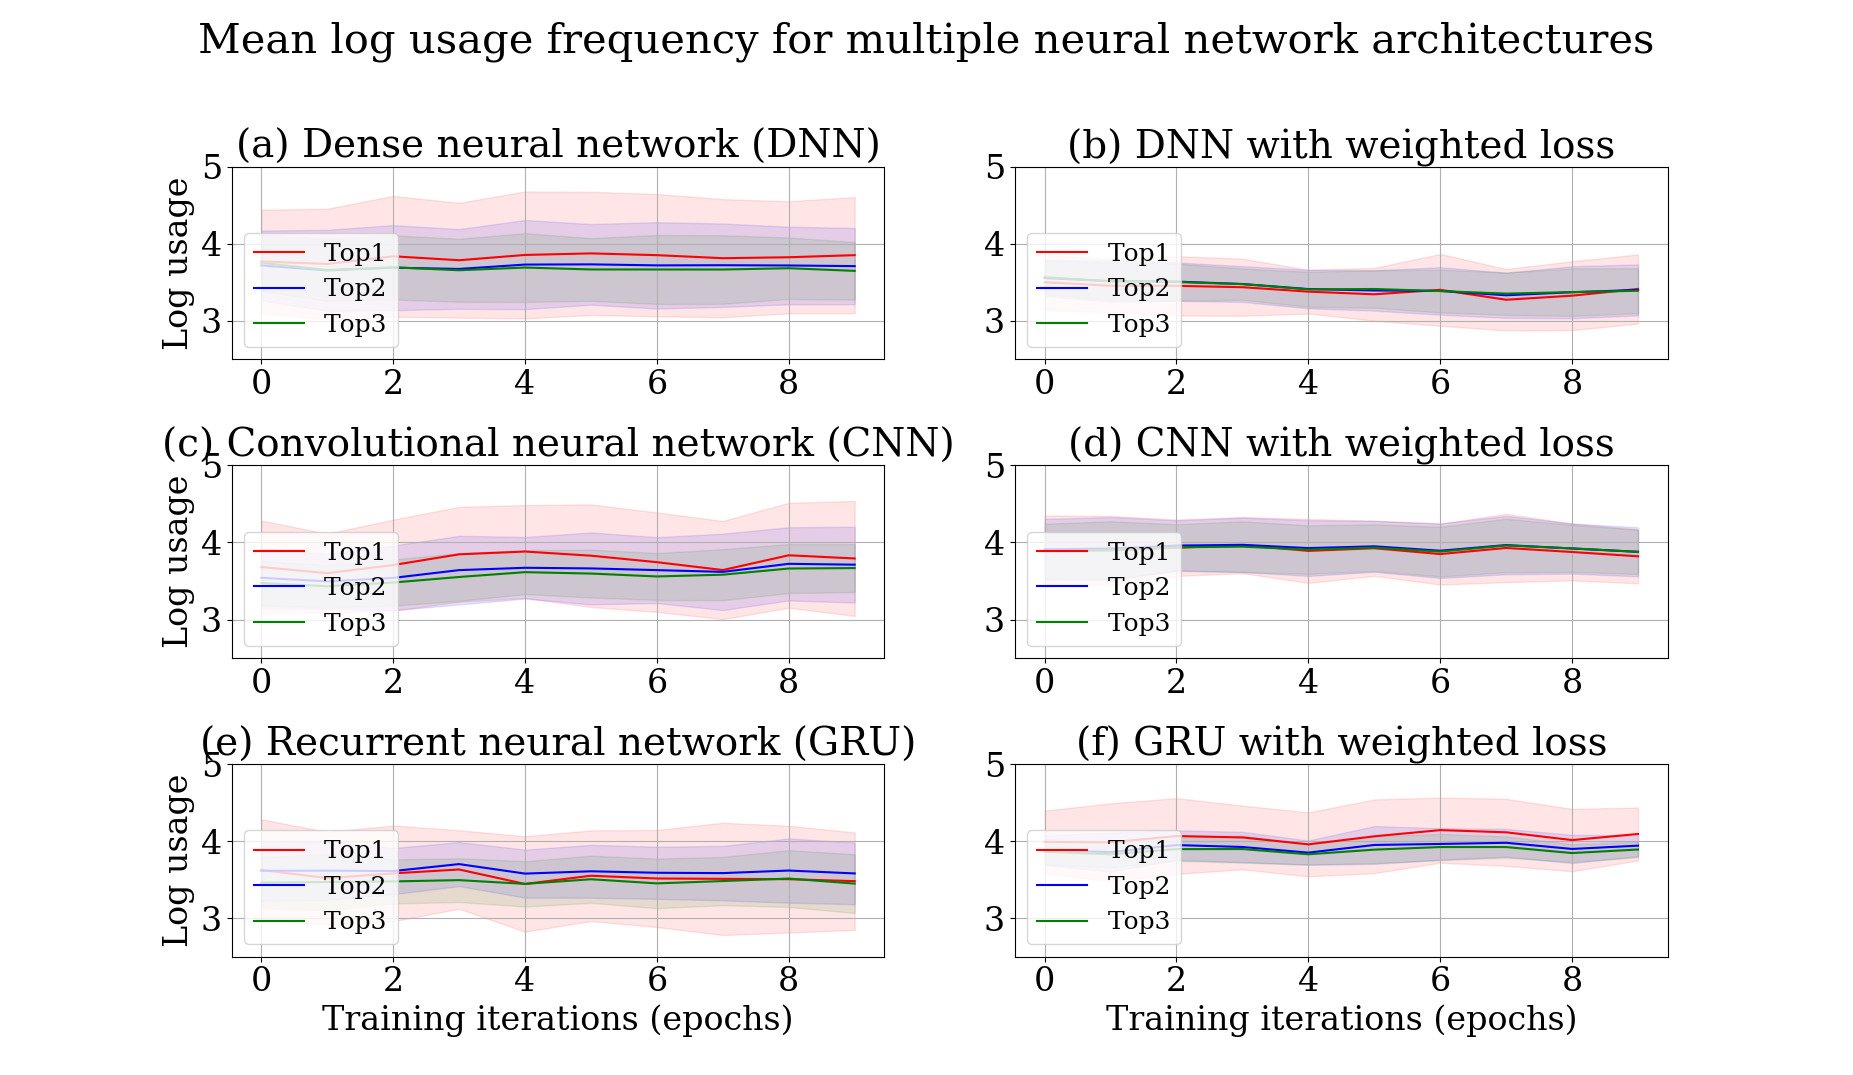 Mean log usage frequency for multiple neural network architectures
(a) Dense neural network (DNN)
(b) DNN with weighted loss
Log usage
5
4
3
Top1
Top2
Top3
0 2 4 6 8
5
4
3
Top1
Top2
Top3
0 2 4 6 8
(c) Convolutional neural network (CNN)
(d) CNN with weighted loss
Log usage
5
4
3
Top1
Top2
Top3
0 2 4 6 8
5
4
3
Top1
Top2
Top3
0 2 4 6 8
(e) Recurrent neural network (GRU)
(f) GRU with weighted loss
Log usage
5
4
3
Top1
Top2
Top3
0 2 4 6 8
Training iterations (epochs)
5
4
3
Top1
Top2
Top3
0 2 4 6 8
Training iterations (epochs)